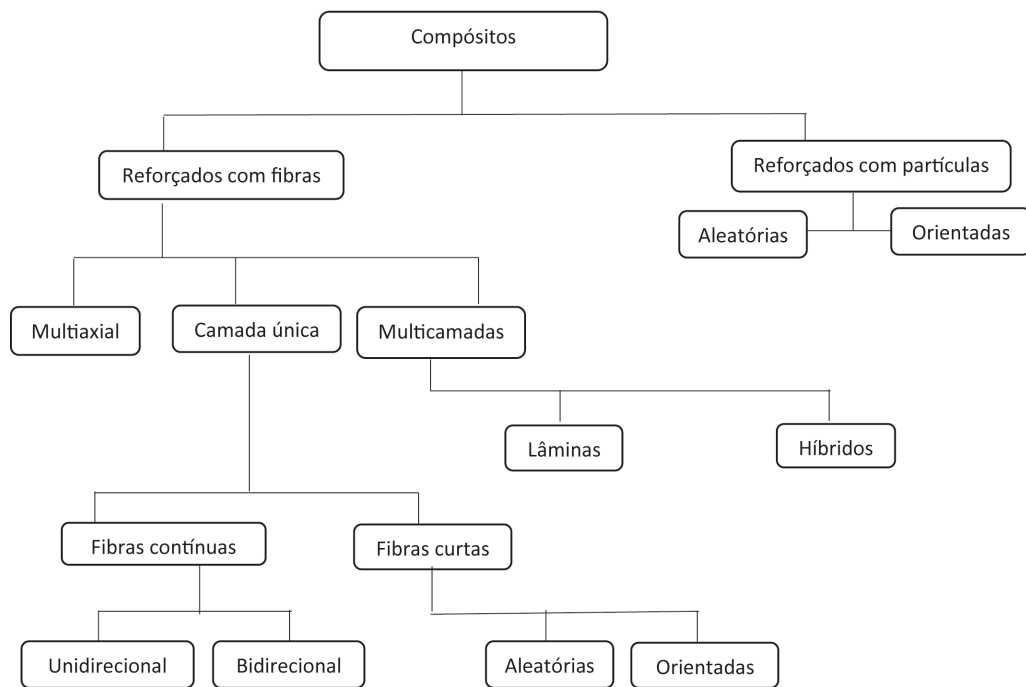 Compósitos
Reforçados com fibras
Reforçados com partículas
Aleatórias
Orientadas
Multiaxial
Camada única
Multicamadas
Lâminas
Híbridos
Fibras contínuas
Fibras curtas
Unidirecional
Bidirecional
Aleatórias
Orientadas